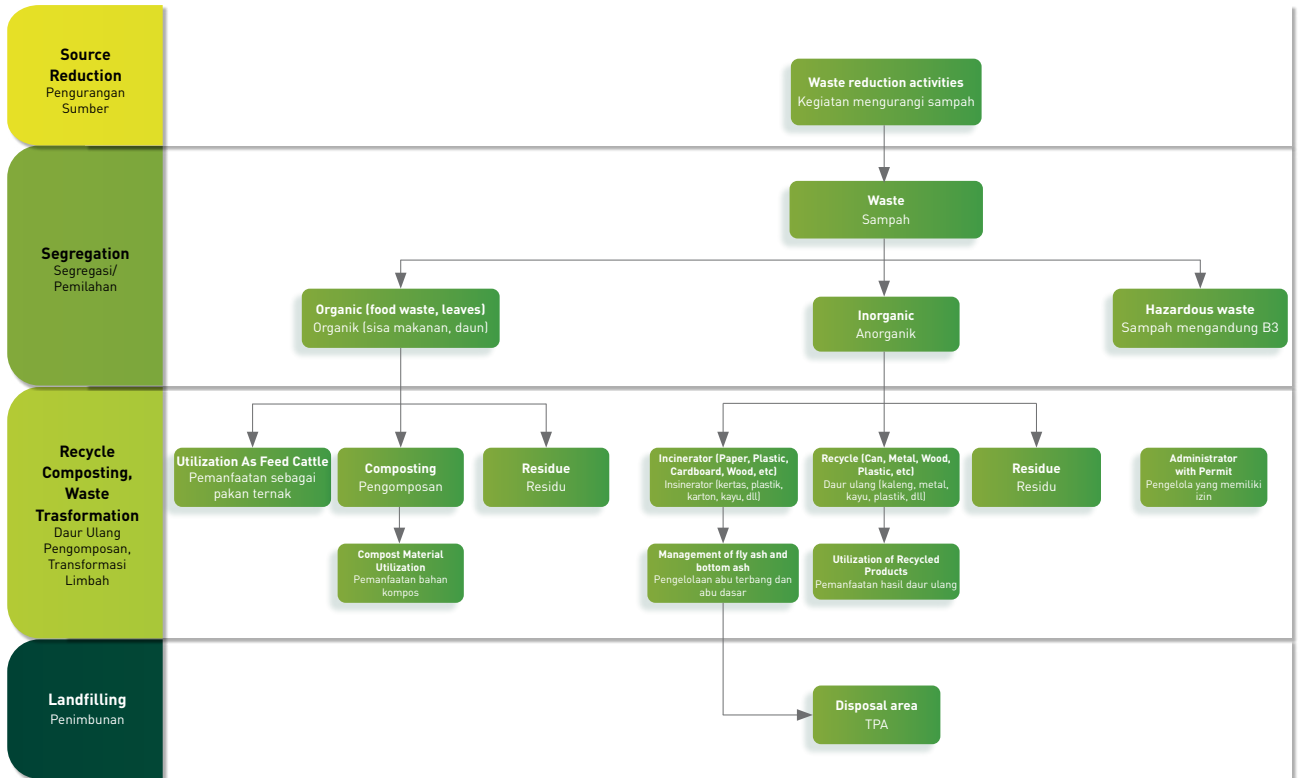 Source
Reduction
Pengurangan
Sumber
Waste reduction activities
Kegiatan mengurangi sampah
Segregation
Segregasi/
Pemilahan
Waste
Sampah
Organic (food waste, leaves)
Organik (sisa makanan, daun)
Inorganic
Anorganik
Hazardous waste
Sampah mengandung B3
Recycle
Composting,
Waste
Trasformation
Daur Ulang
Pengomposan,
Transformasi
Limbah
Utilization As Feed Cattle
Pemanfaatan sebagai
pakan ternak
Composting
Pengomposan
Residue
Residu
Incinerator (Paper, Plastic,
Cardboard, Wood, etc)
Insinerator (kertas, plastik,
karton, kayu, dll)
Recycle (Can, Metal, Wood,
Plastic, etc)
Daur ulang (kaleng, metal,
kayu, plastik, dll)
Residue
Residu
Administrator
with Permit
Pengelola yang memiliki
izin
Compost Material
Utilization
Pemanfaatan bahan
kompos
Management of fly ash and
bottom ash
Pengelolaan abu terbang dan
abu dasar
Utilization of Recycled
Products
Pemanfaatan hasil daur ulang
Landfilling
Penimbunan
Disposal area
TPA